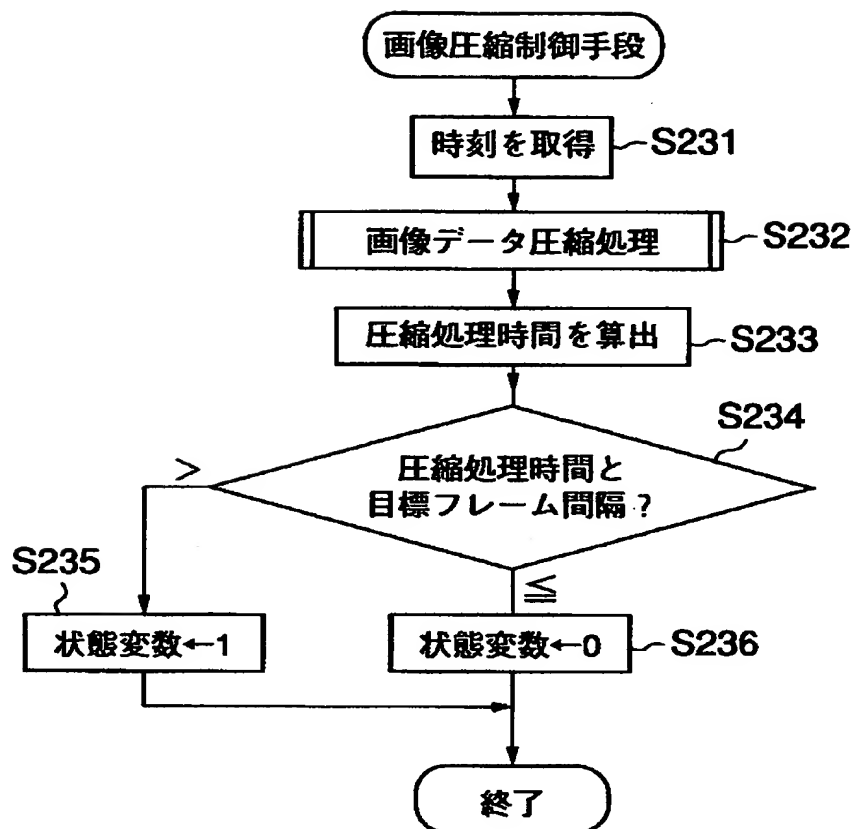 画像圧縮制御手段
時刻を取得
S231
画像データ圧縮処理
S232
圧縮処理時間を算出
S233
S234
圧縮処理時間と
目標フレーム間隔?
>
≦
S235
状態変数←1
状態変数←0
S236
終了